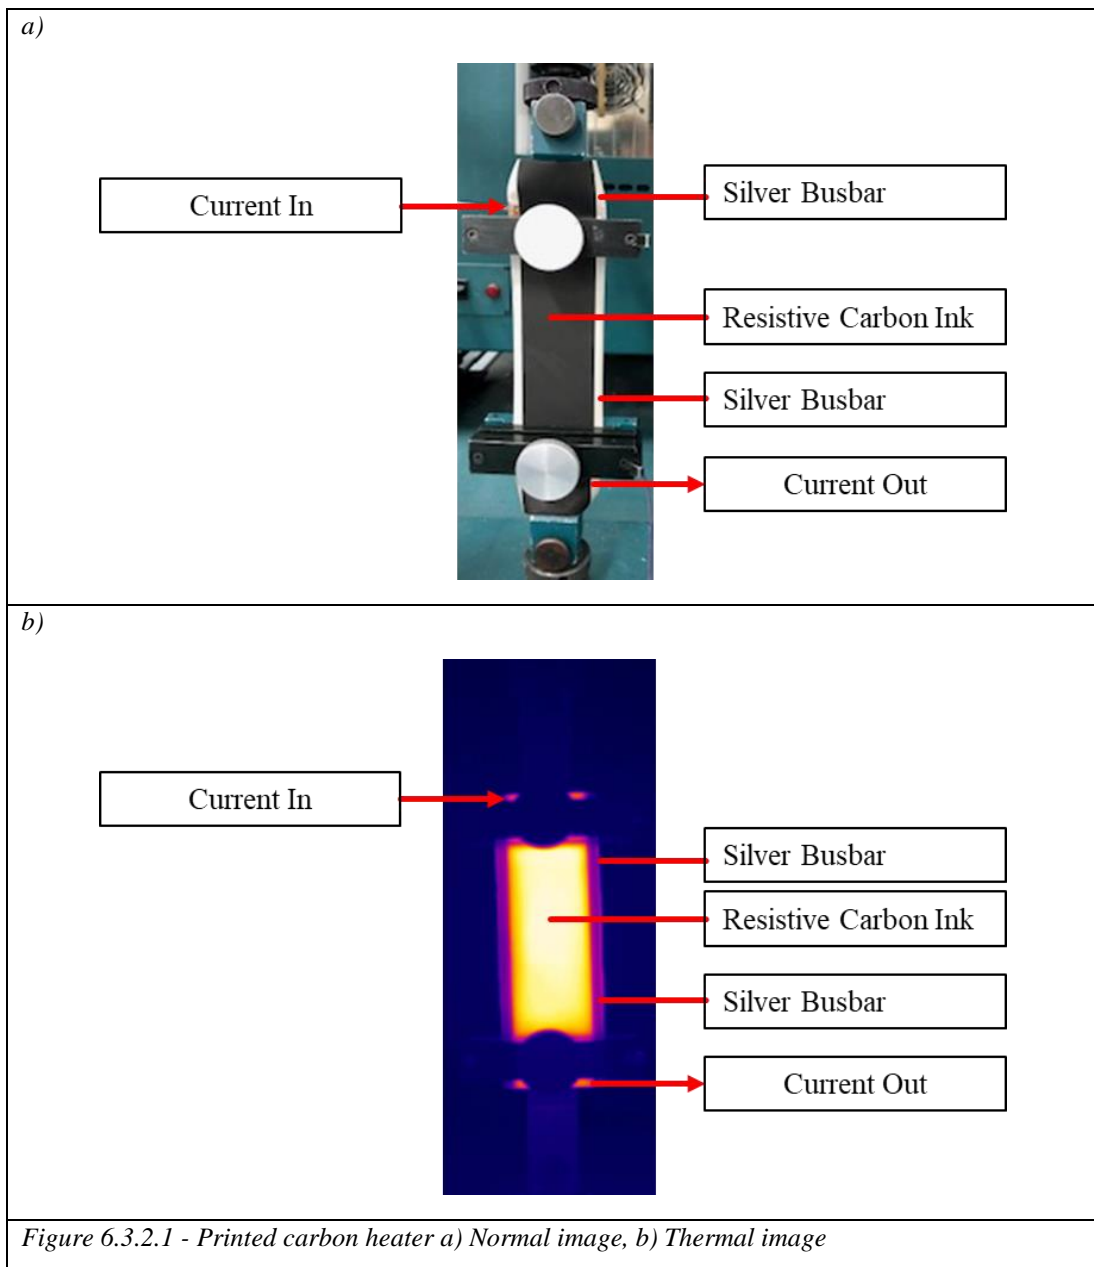 a)
Current In
Silver Busbar
Resistive Carbon Ink
Silver Busbar
Current Out
b)
Current In
Silver Busbar
Resistive Carbon Ink
Silver Busbar
Current Out
Figure 6.3.2.1 - Printed carbon heater a) Normal image, b) Thermal image